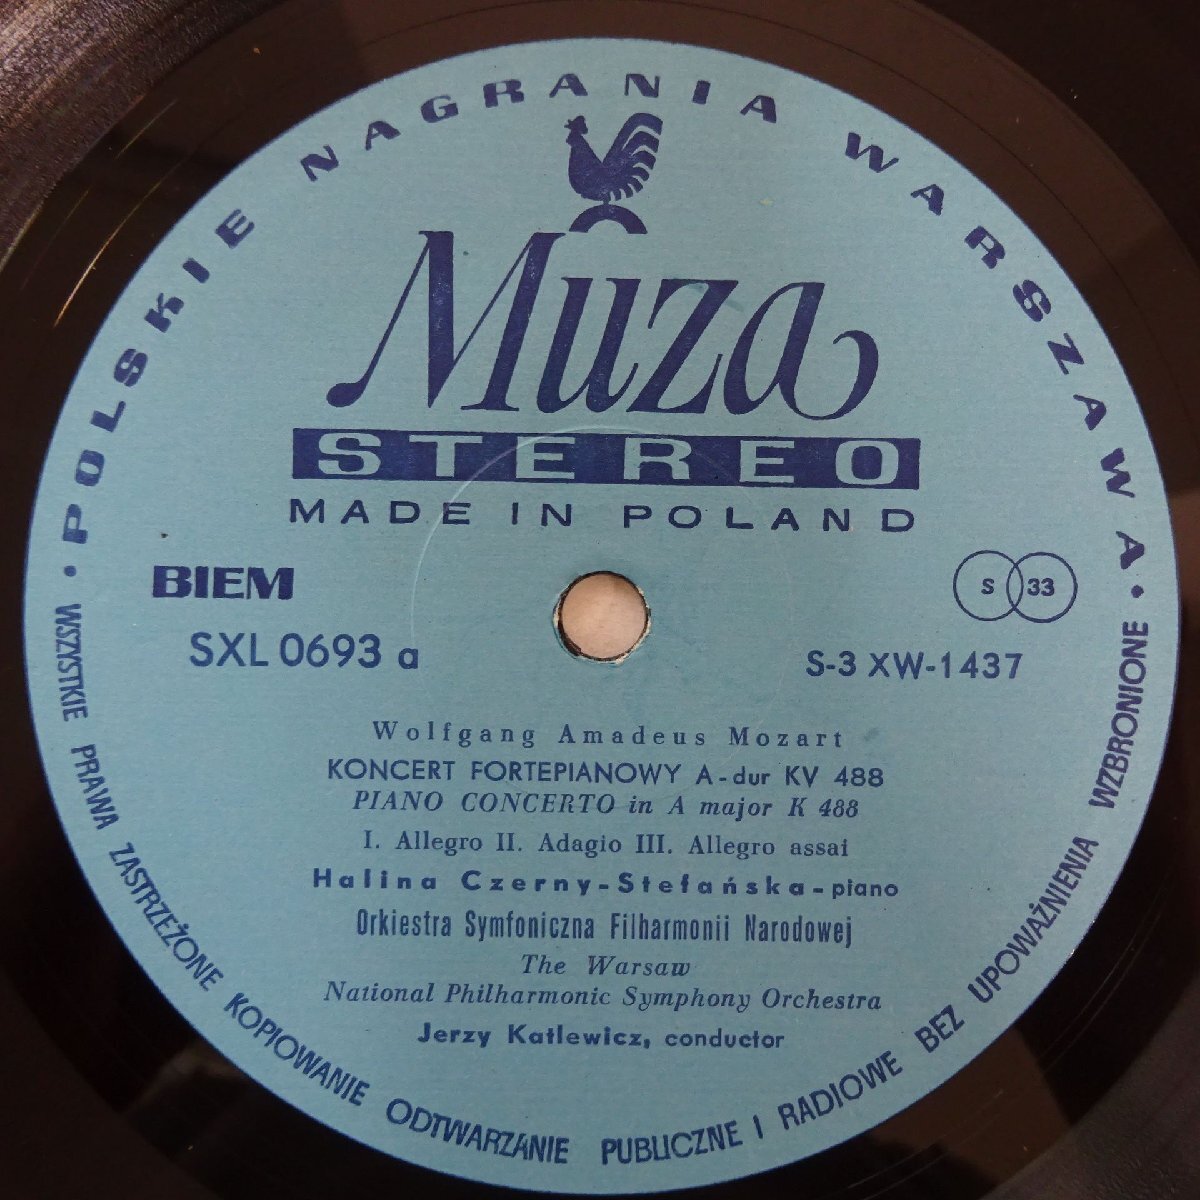 POLSKIE NAGRANIA WARSZAWA
Muza
STEREO
MADE IN POLAND
BIEM
S 33
SXL 0693 a
S-3 XW-1437
Wolfgang Amadeus Mozart
KONCERT FORTEPIANOWY A-dur KV 488
PIANO CONCERTO in A major K 488
I. Allegro II. Adagio III. Allegro assai
Halina Czerny-Stefańska-piano
Orkiestra Symfoniczna Filharmonii Narodowej
The Warsaw
National Philharmonic Symphony Orchestra
Jerzy Katlewicz, conductor
• WSZYSTKIE PRAWA ZASTRZEŻONE KOPIOWANIE ODTWARZANIE PUBLICZNE I RADIOWE BEZ UPOWAŻNIENIA WZBRONIONE •